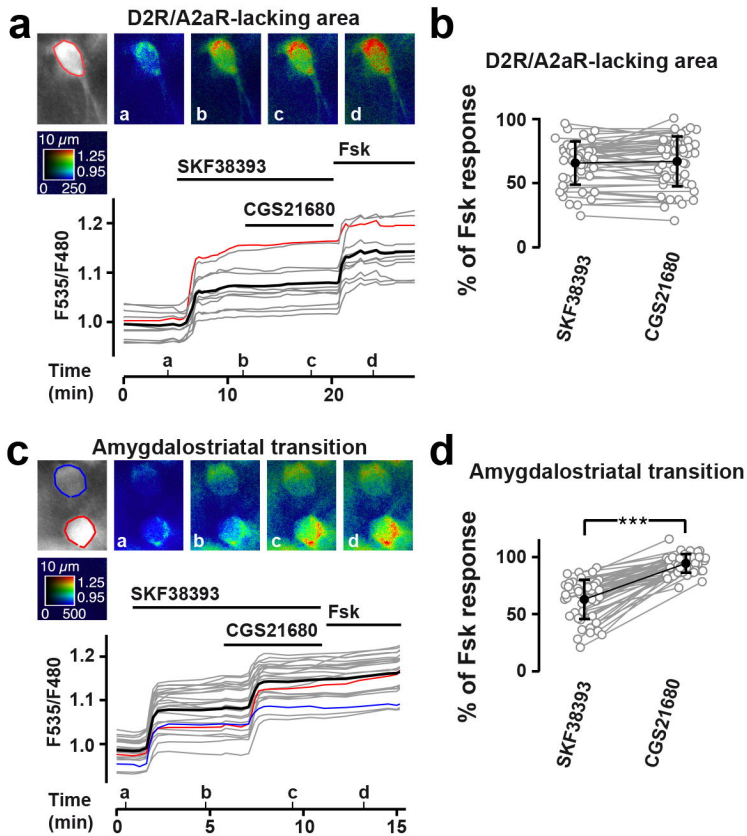 a
D2R/A2aR-lacking area
a b c d
10 µm
1.25
0.95
0 250
SKF38393
Fsk
CGS21680
F535/F480
1.2
1.1
1.0
Time (min)
a b c d
0 10 20
b
D2R/A2aR-lacking area
% of Fsk response
100
50
0
SKF38393
CGS21680
c
Amygdalostriatal transition
a b c d
10 µm
1.25
0.95
0 500
SKF38393
Fsk
CGS21680
F535/F480
1.2
1.1
1.0
Time (min)
a b c d
0 5 10 15
d
Amygdalostriatal transition
% of Fsk response
***
100
50
0
SKF38393
CGS21680